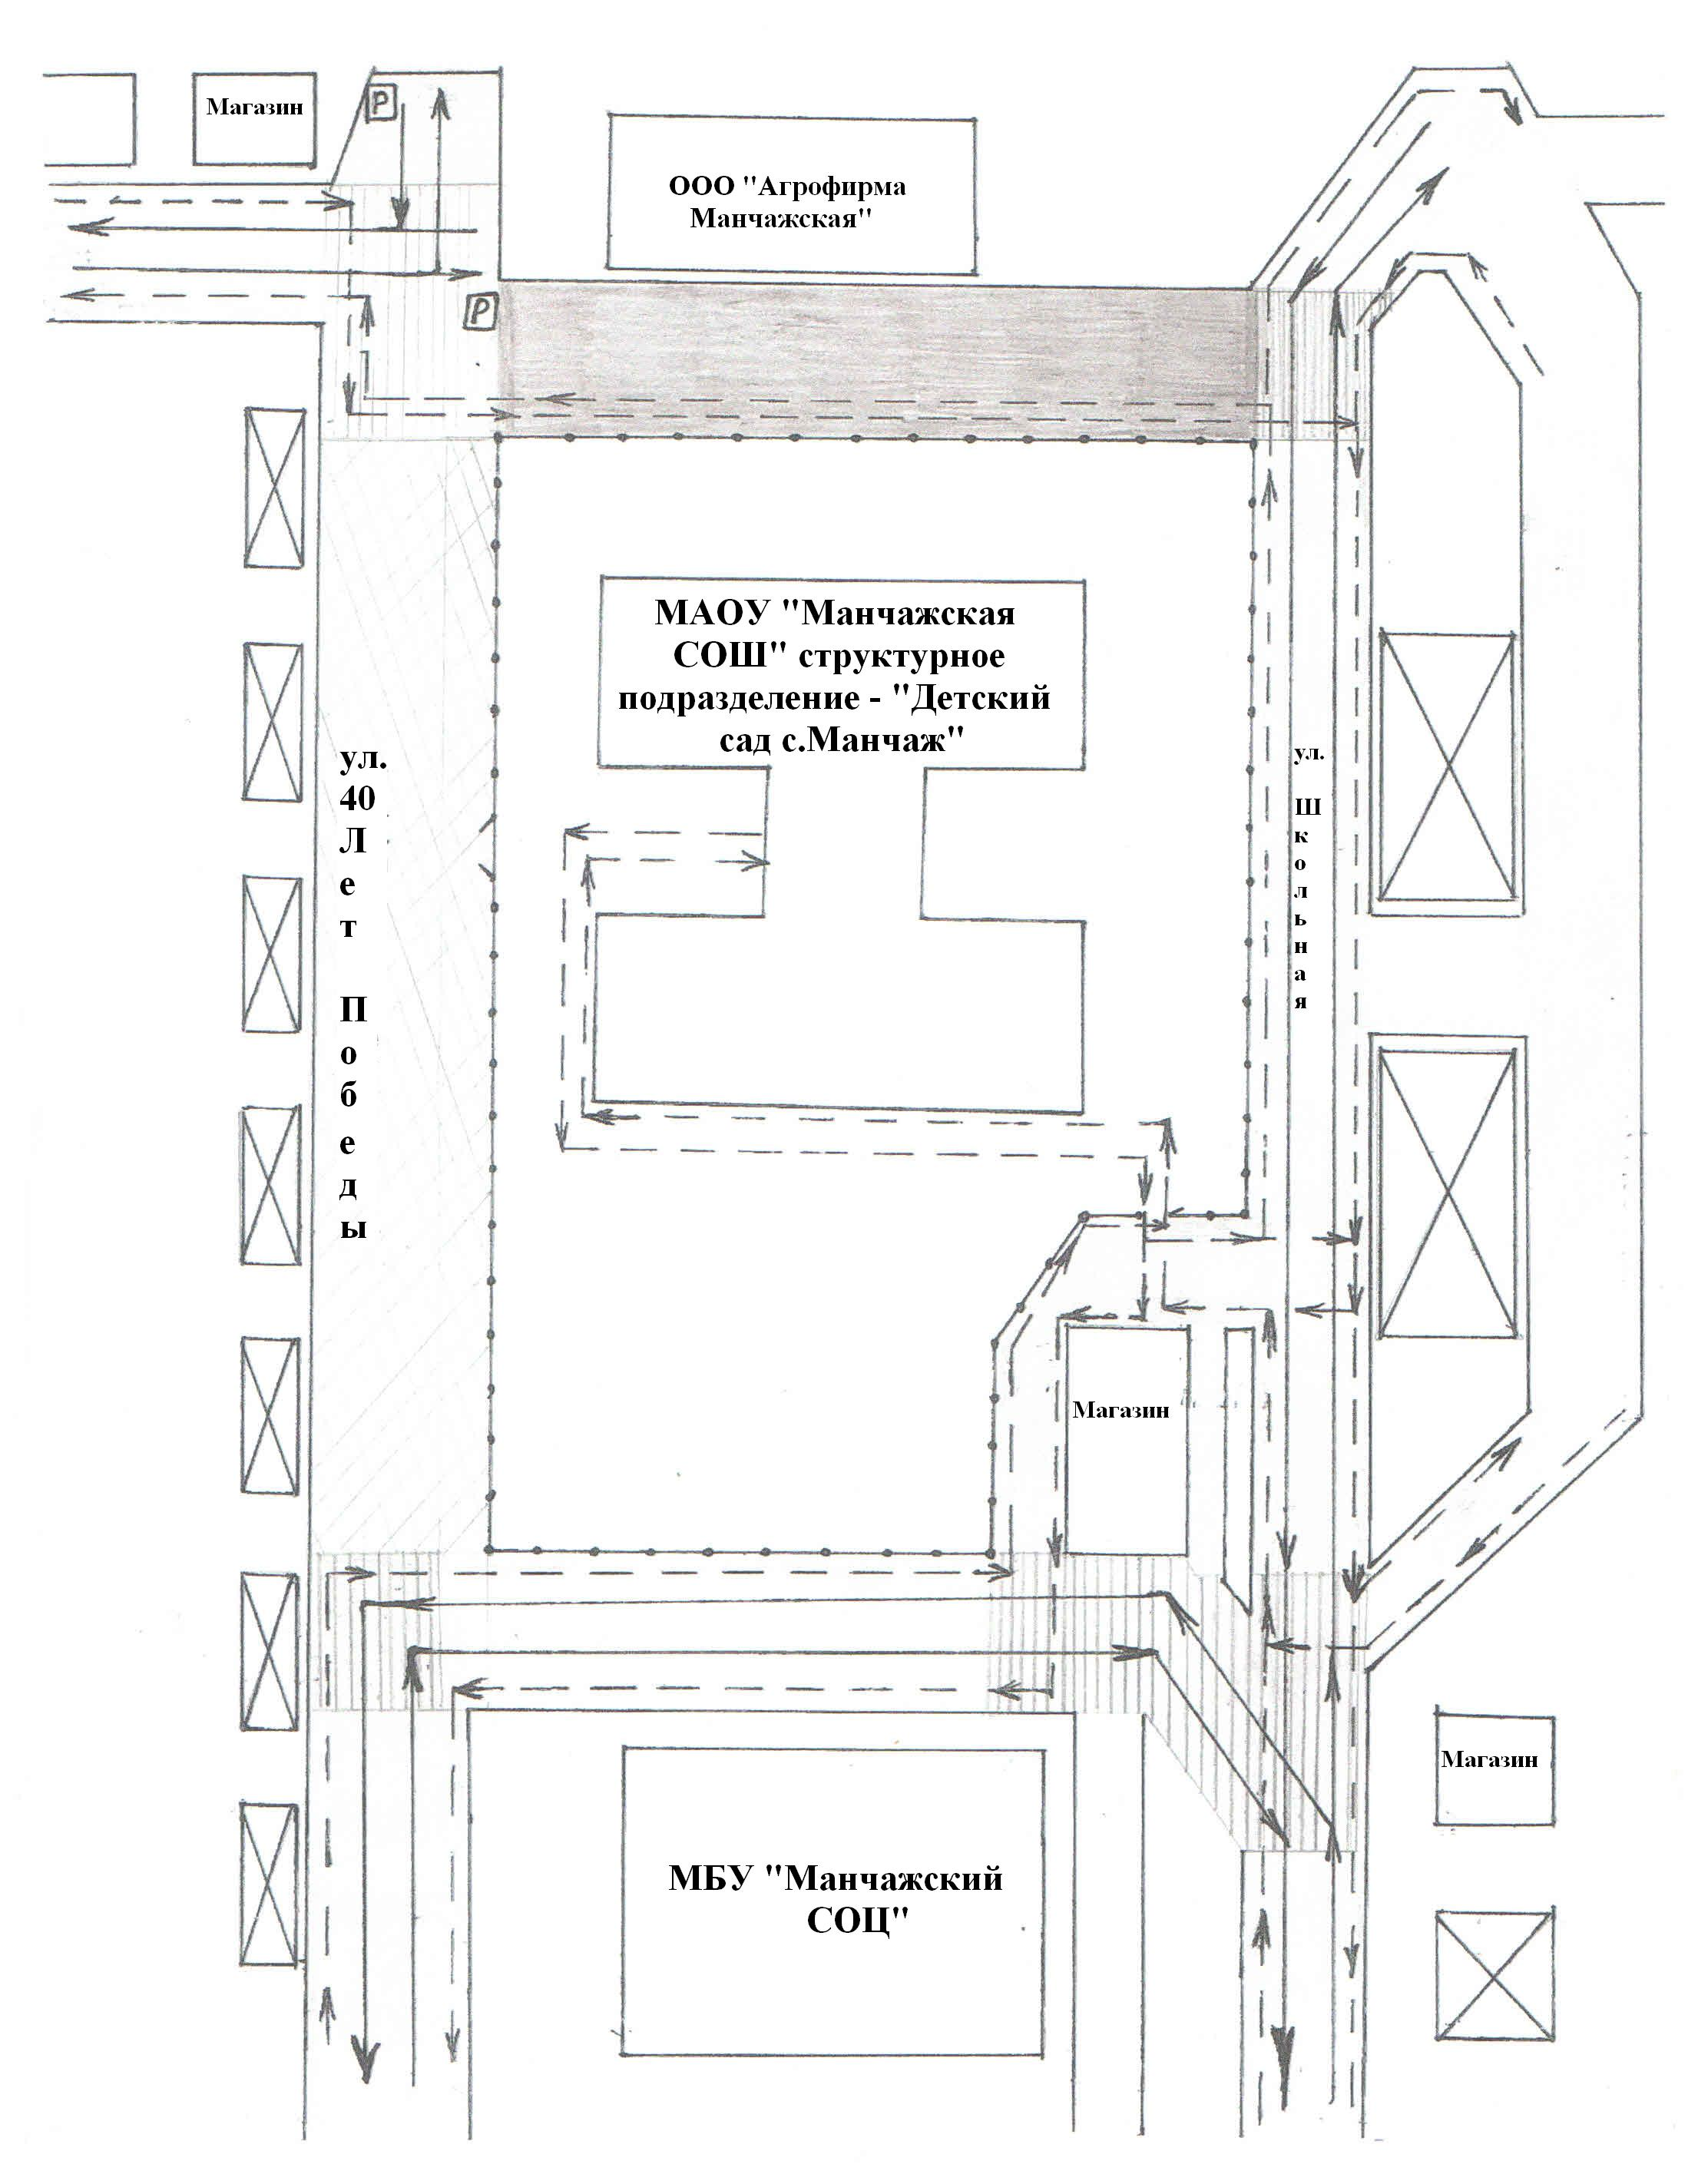 Р
Магазин
ООО "Агрофирма
Манчажская"
Р
МАОУ "Манчажская
СОШ" структурное
подразделение - "Детский
сад с.Манчаж"
ул.
40
Л
е
т
П
о
б
е
д
ы
ул.
Ш
к
о
л
ь
н
а
я
Магазин
Магазин
МБУ "Манчажский
СОЦ"